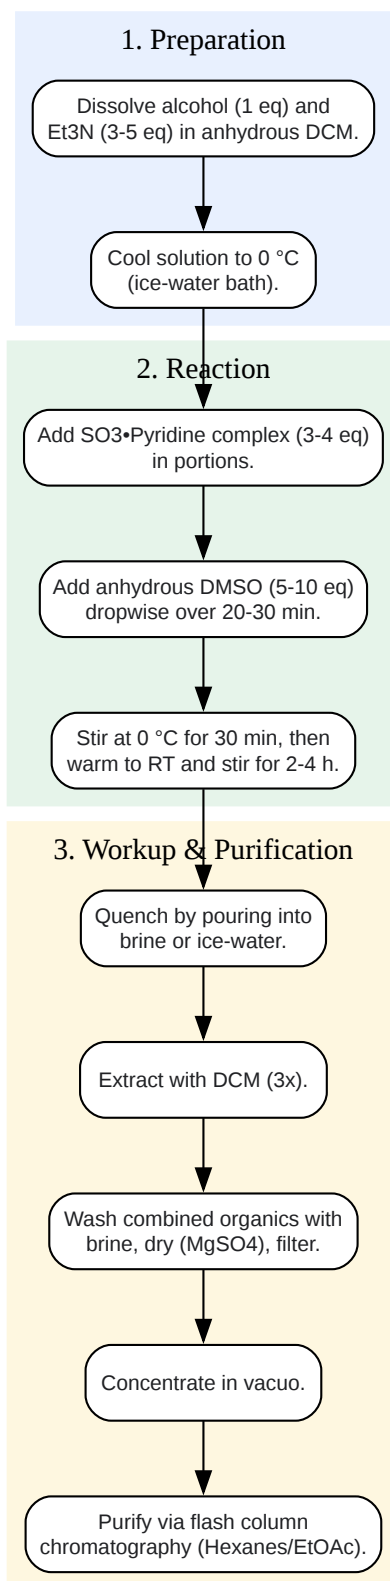 1. Preparation
Dissolve alcohol (1 eq) and
Et3N (3-5 eq) in anhydrous DCM.
Cool solution to 0 °C
(ice-water bath).
2. Reaction
Add SO3•Pyridine complex (3-4 eq)
in portions.
Add anhydrous DMSO (5-10 eq)
dropwise over 20-30 min.
Stir at 0 °C for 30 min, then
warm to RT and stir for 2-4 h.
3. Workup & Purification
Quench by pouring into
brine or ice-water.
Extract with DCM (3x).
Wash combined organics with
brine, dry (MgSO4), filter.
Concentrate in vacuo.
Purify via flash column
chromatography (Hexanes/EtOAc).